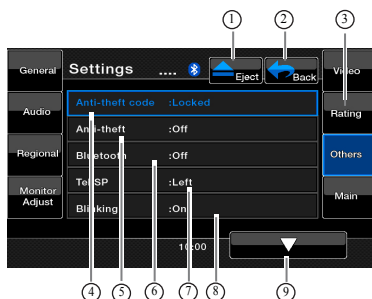 1 2 3
General Settings .... Eject Back Video
Anti-theft code :Locked
Audio Anti-theft :Off Rating
Regional Bluetooth :Off Others
Monitor Adjust Tel-SP :Left Main
Blinking :On
10:00
4 5 6 7 8 9